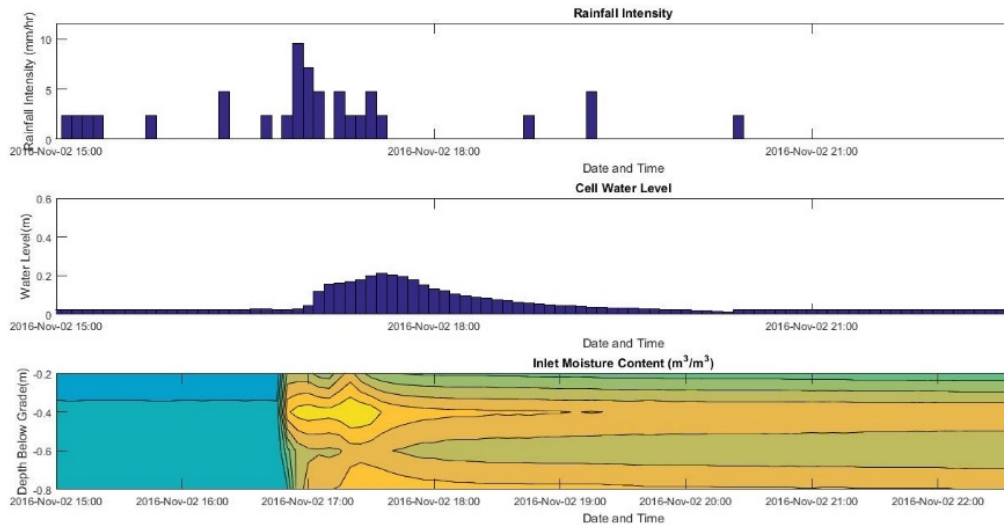 Rainfall Intensity
Rainfall Intensity (mm/hr)
10
5
0
2016-Nov-02 15:00 2016-Nov-02 18:00 2016-Nov-02 21:00
Date and Time
Cell Water Level
Water Level(m)
0.6
0.4
0.2
0
2016-Nov-02 15:00 2016-Nov-02 18:00 2016-Nov-02 21:00
Date and Time
Inlet Moisture Content (m³/m³)
Depth Below Grade(m)
-0.2
-0.4
-0.6
-0.8
2016-Nov-02 15:00 2016-Nov-02 16:00 2016-Nov-02 17:00 2016-Nov-02 18:00 2016-Nov-02 19:00 2016-Nov-02 20:00 2016-Nov-02 21:00 2016-Nov-02 22:00
Date and Time